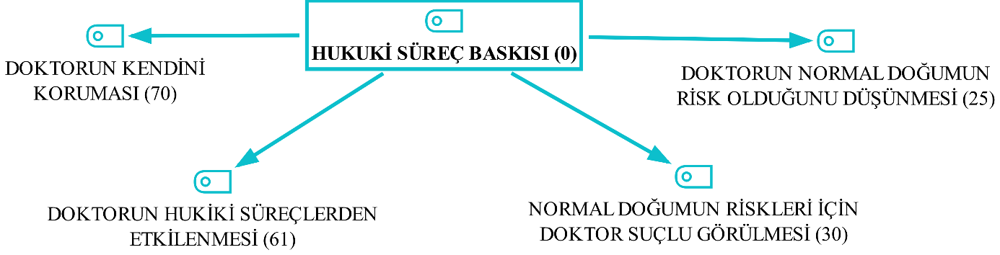 HUKUKİ SÜREÇ BASKISI (0)
DOKTORUN KENDİNİ
KORUMASI (70)
DOKTORUN NORMAL DOĞUMUN
RİSK OLDUĞUNU DÜŞÜNMESİ (25)
DOKTORUN HUKİKİ SÜREÇLERDEN
ETKİLENMESİ (61)
NORMAL DOĞUMUN RİSKLERİ İÇİN
DOKTOR SUÇLU GÖRÜLMESİ (30)